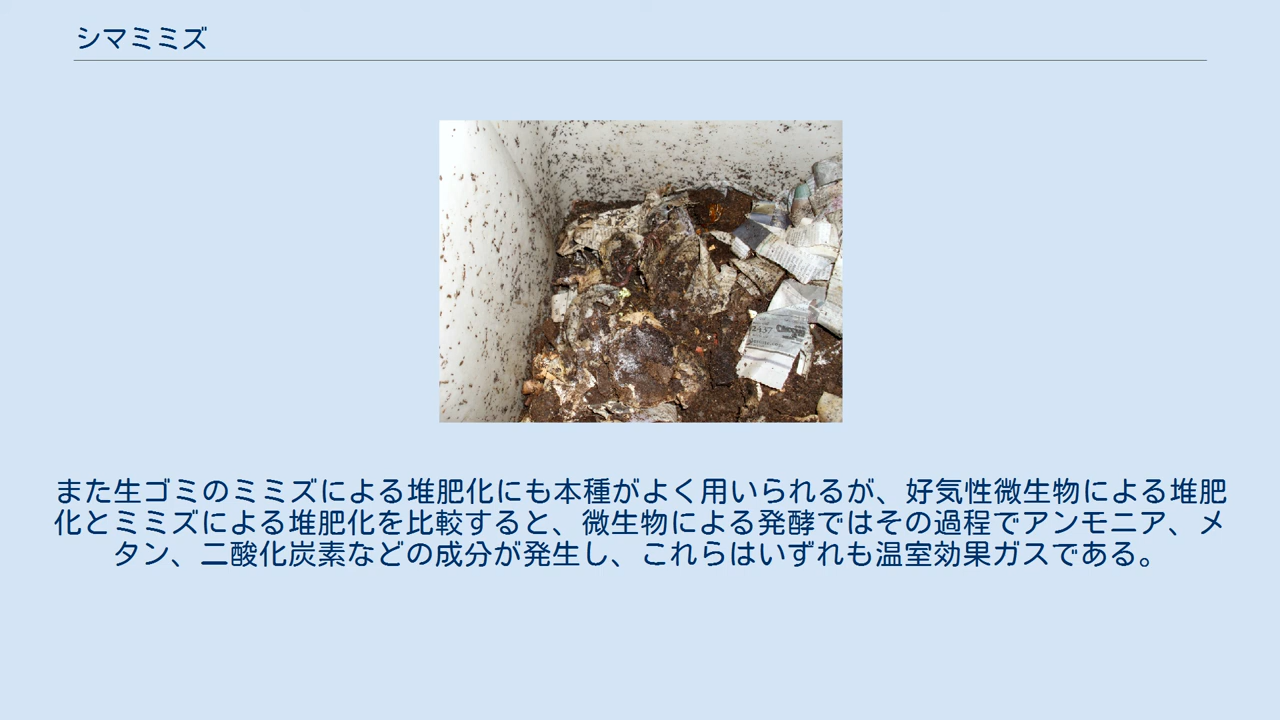 シマミミズ
また生ゴミのミミズによる堆肥化にも本種がよく用いられるが、好気性微生物による堆肥
化とミミズによる堆肥化を比較すると、微生物による発酵ではその過程でアンモニア、メ
タン、二酸化炭素などの成分が発生し、これらはいずれも温室効果ガスである。